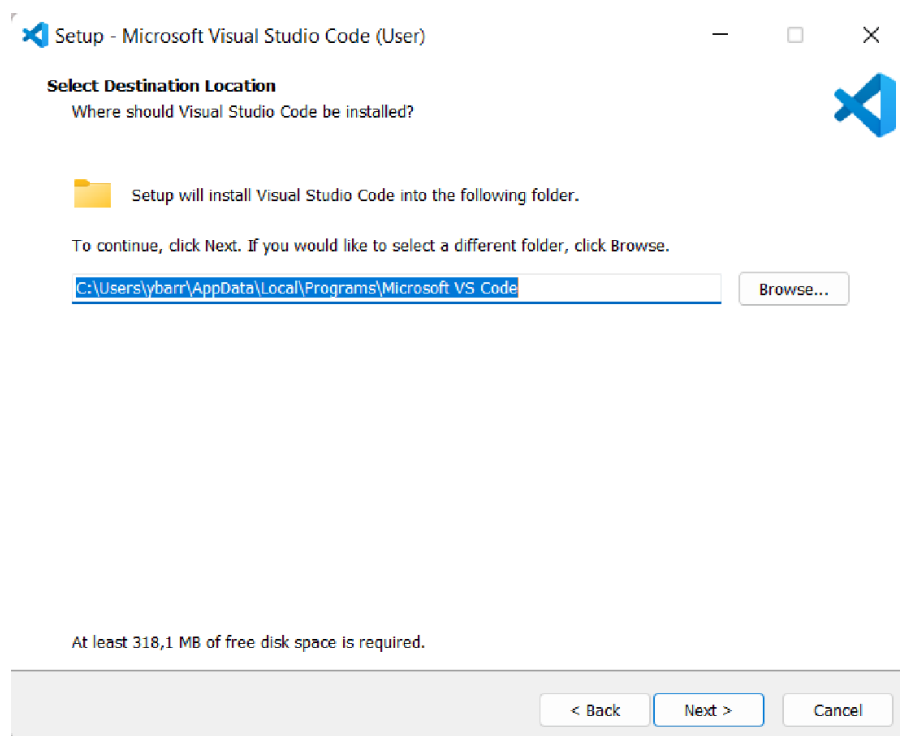 Setup - Microsoft Visual Studio Code (User)
Select Destination Location
Where should Visual Studio Code be installed?
Setup will install Visual Studio Code into the following folder.
To continue, click Next. If you would like to select a different folder, click Browse.
C:\Users\ybarr\AppData\Local\Programs\Microsoft VS Code
Browse...
At least 318,1 MB of free disk space is required.
< Back
Next >
Cancel